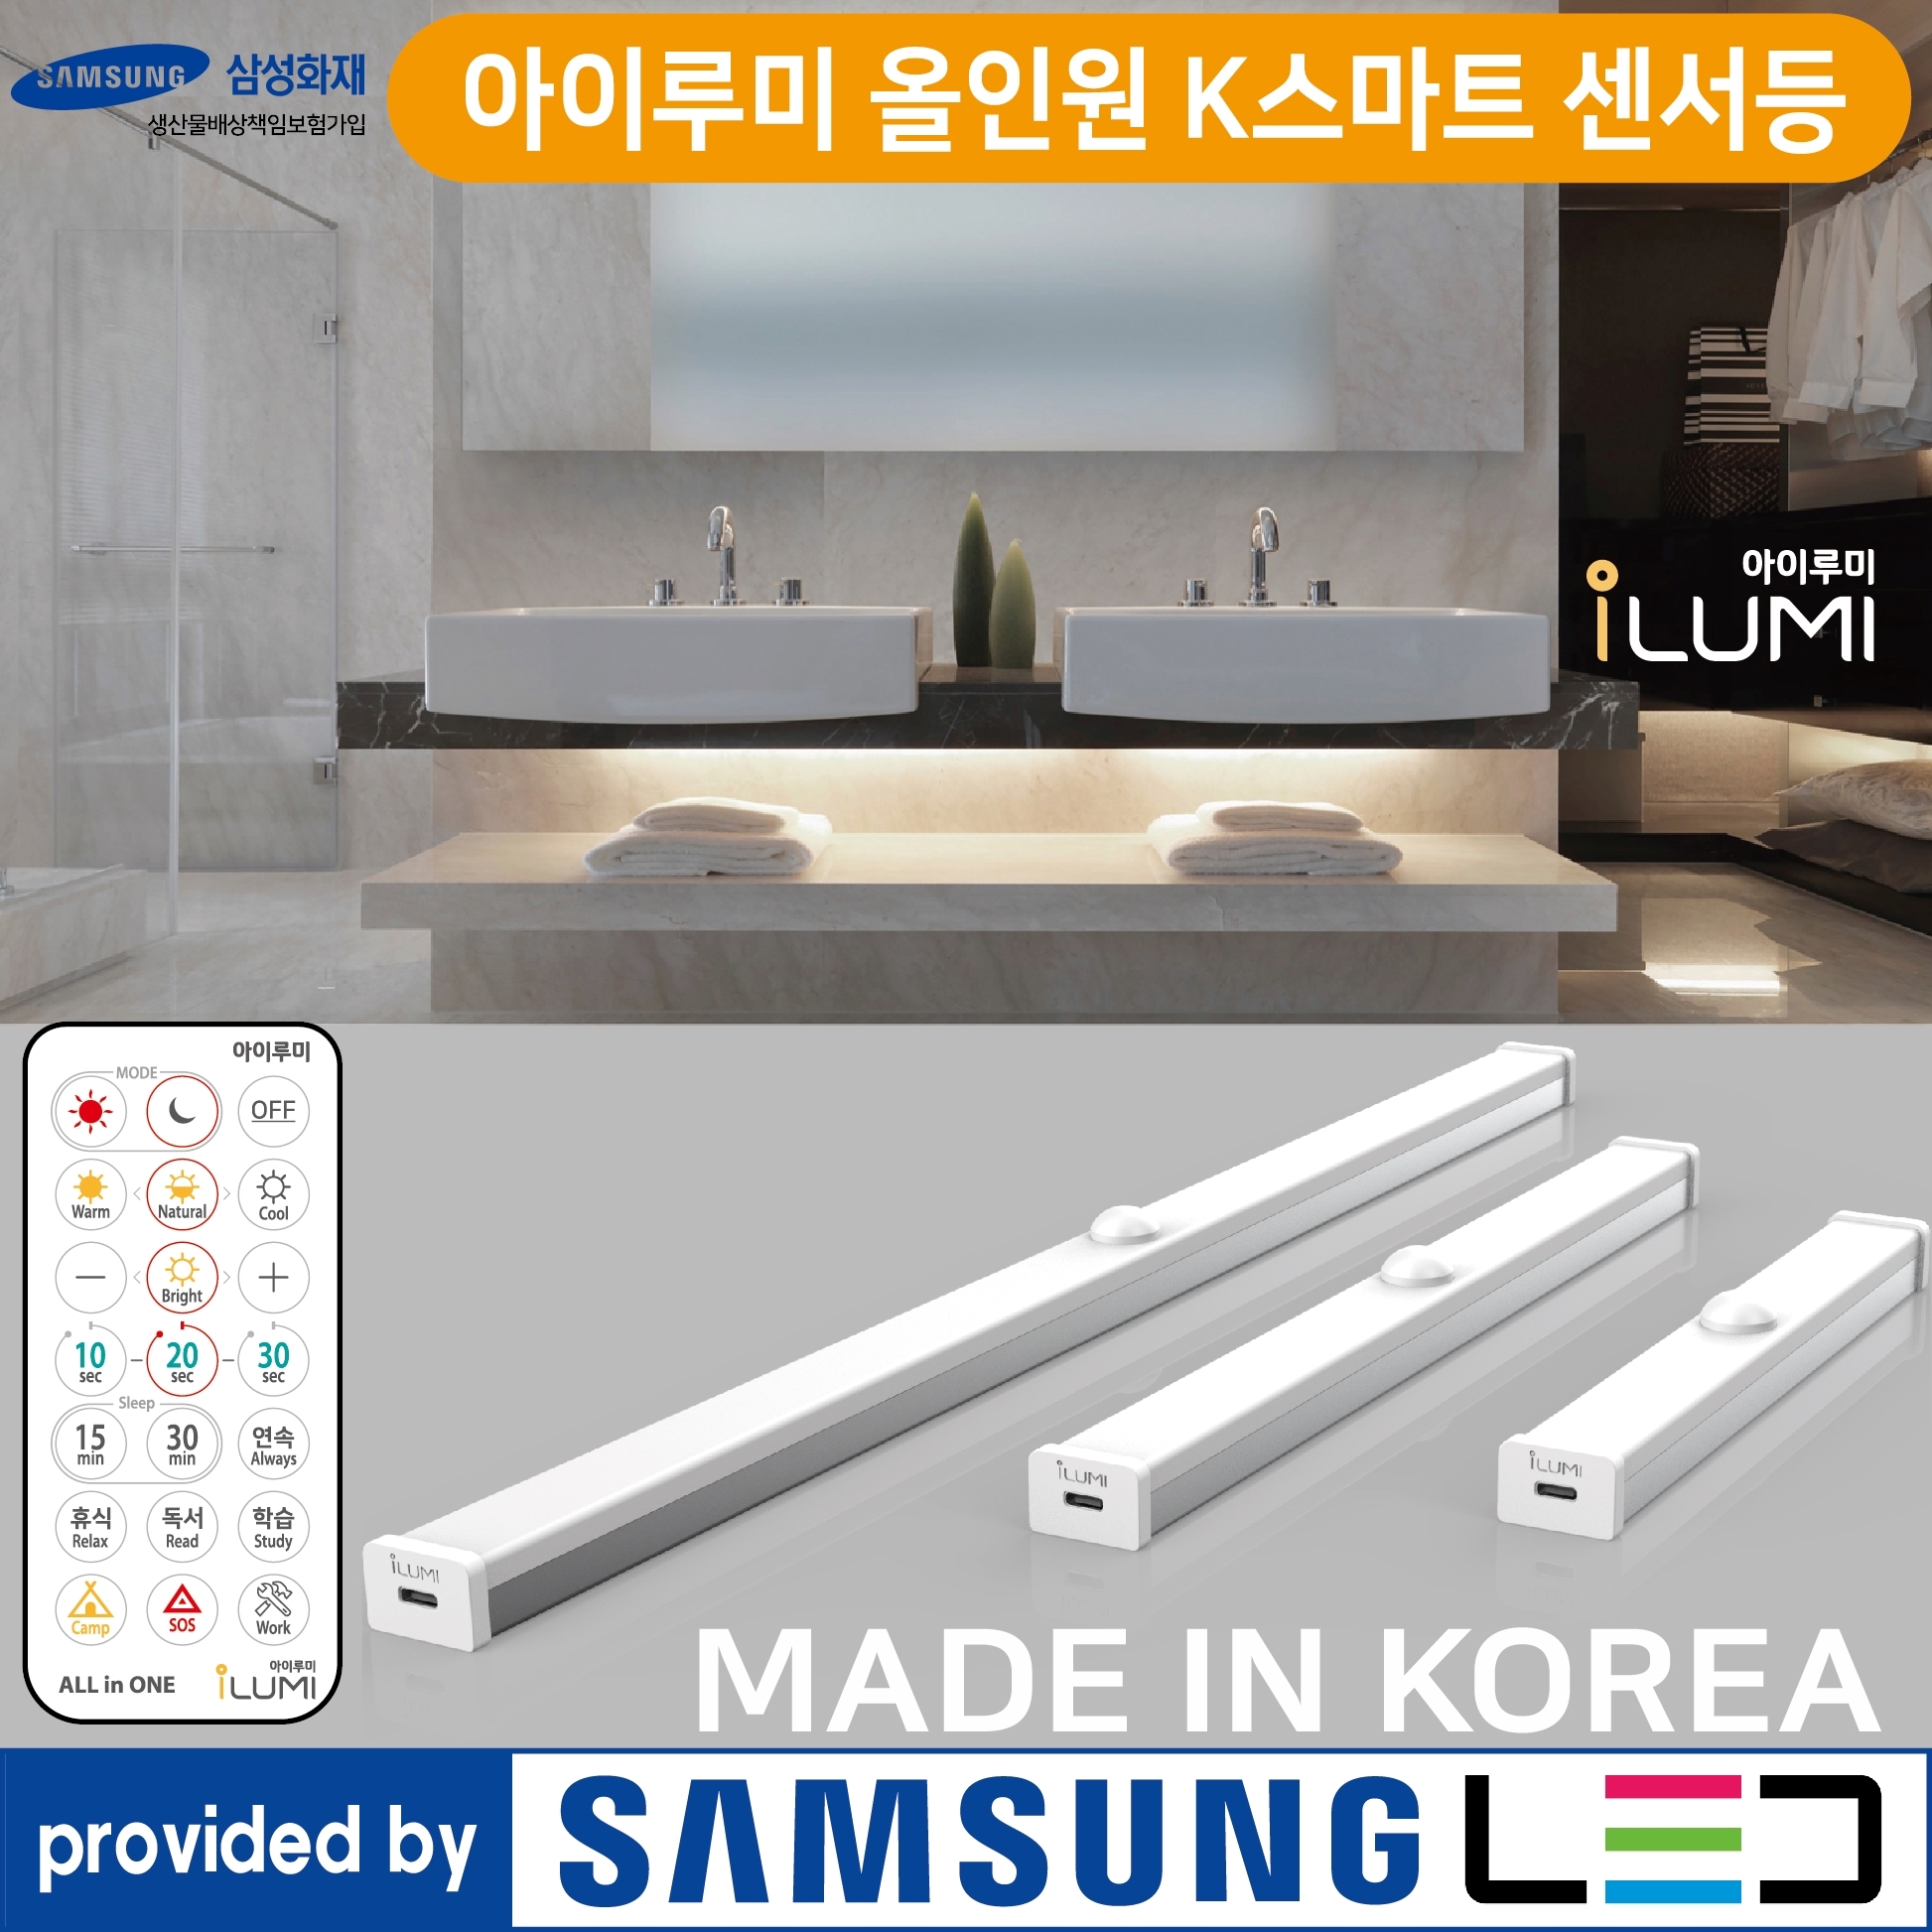 SAMSUNG 삼성화재
생산물배상책임보험가입
아이루미 올인원 K스마트 센서등
아이루미
iLUMI
아이루미
MODE
OFF
Warm
Natural
Cool
Bright
10 sec
20 sec
30 sec
Sleep
15 min
30 min
연속 Always
휴식 Relax
독서 Read
학습 Study
Camp
SOS
Work
ALL in ONE
아이루미
iLUMI
iLUMI
iLUMI
iLUMI
MADE IN KOREA
provided by SAMSUNG LED